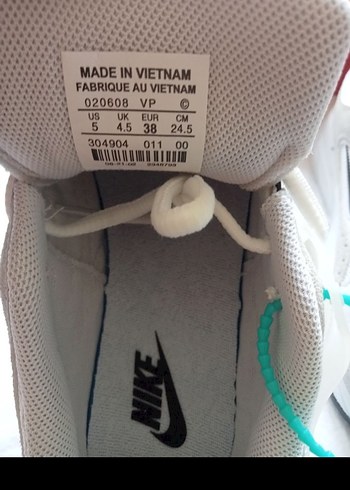 MADE IN VIETNAM
FABRIQUE AU VIETNAM
020608 VP ©
US UK EUR CM
5 4.5 38 24.5
304904 011 00
NIKE